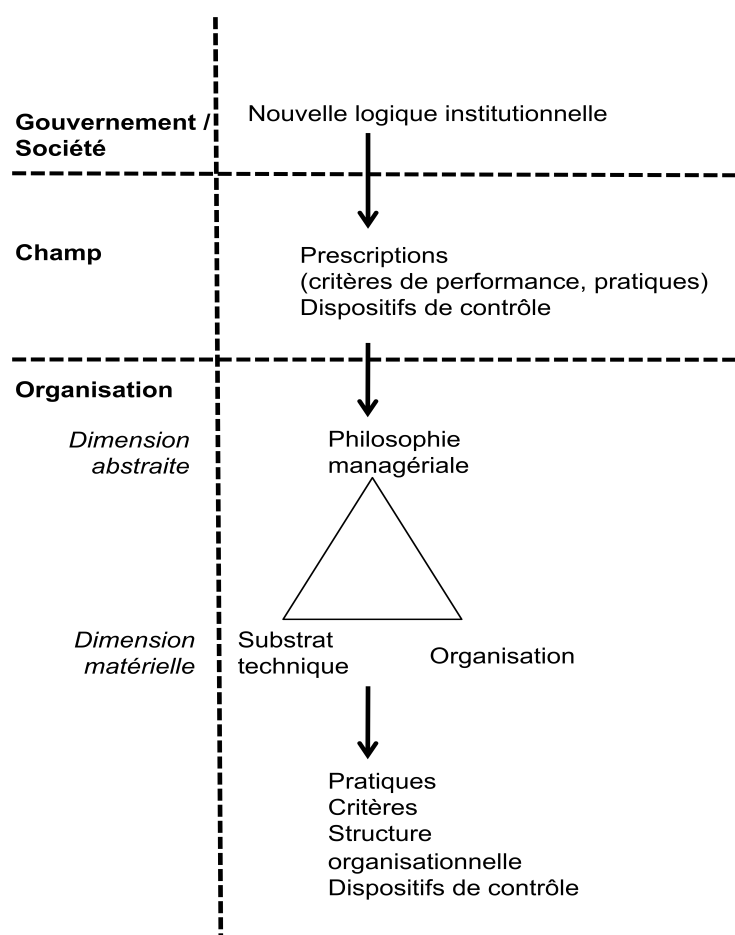 Gouvernement /
Société
Nouvelle logique institutionnelle
Champ
Prescriptions
(critères de performance, pratiques)
Dispositifs de contrôle
Organisation
Dimension
abstraite
Philosophie
managériale
Dimension
matérielle
Substrat
technique
Organisation
Pratiques
Critères
Structure
organisationnelle
Dispositifs de contrôle